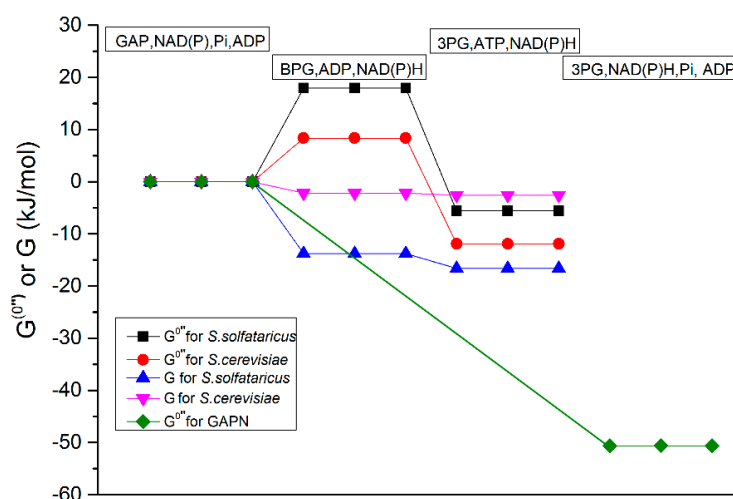 GAP,NAD(P),Pi,ADP
3PG,ATP,NAD(P)H
BPG,ADP,NAD(P)H
3PG,NAD(P)H,Pi, ADP
30
20
10
0
-10
-20
-30
-40
-50
-60
G(0'') or G (kJ/mol)
G0'' for S.solfataricus
G0'' for S.cerevisiae
G for S.solfataricus
G for S.cerevisiae
G0'' for GAPN